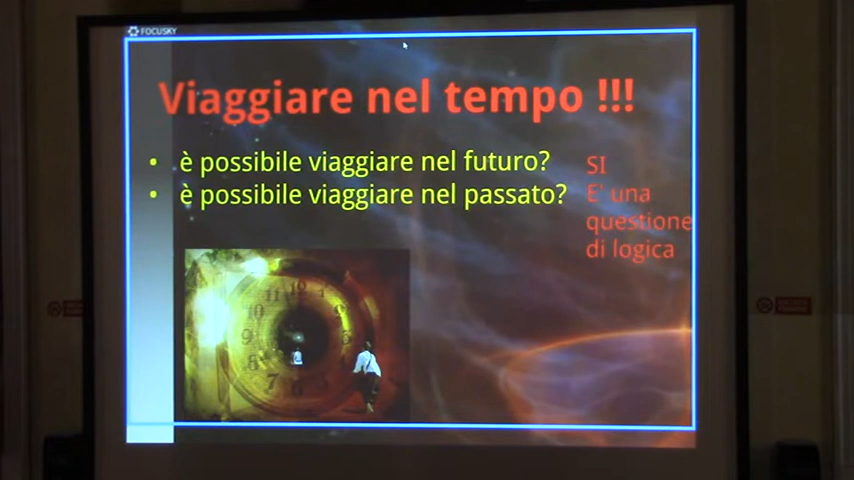 FOCUSKY
Viaggiare nel tempo !!!
• è possibile viaggiare nel futuro?
• è possibile viaggiare nel passato?
SI
E' una
questione
di logica